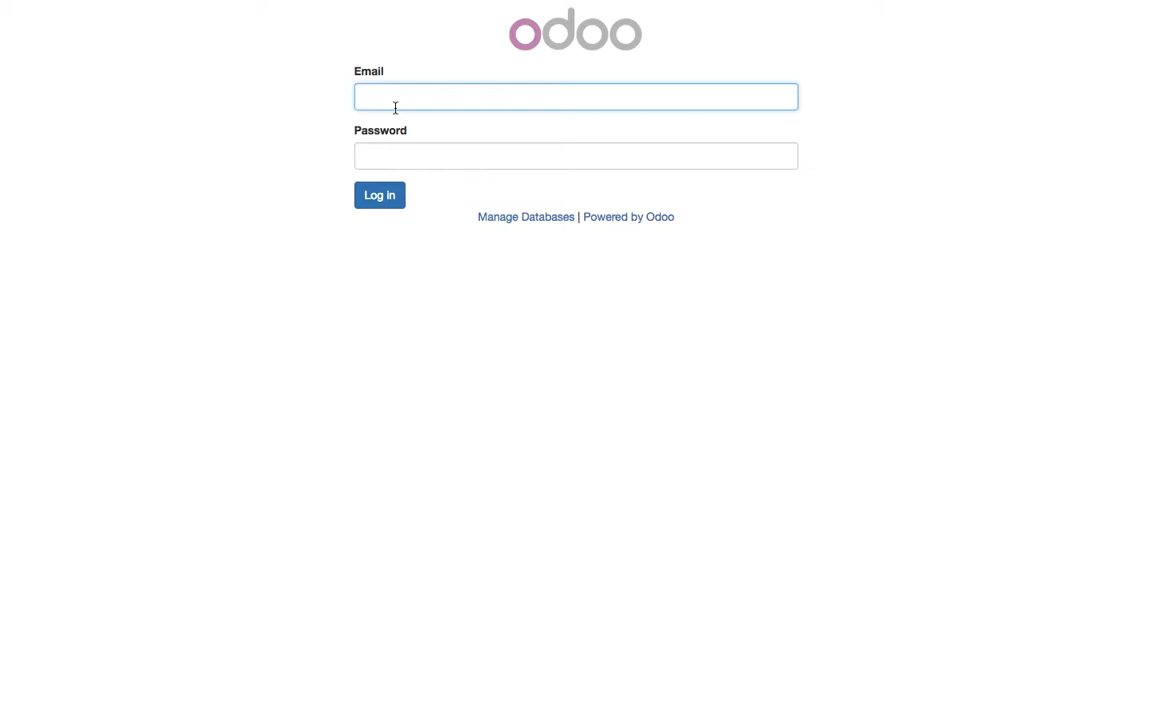 odoo
Email
Password
Log in
Manage Databases | Powered by Odoo